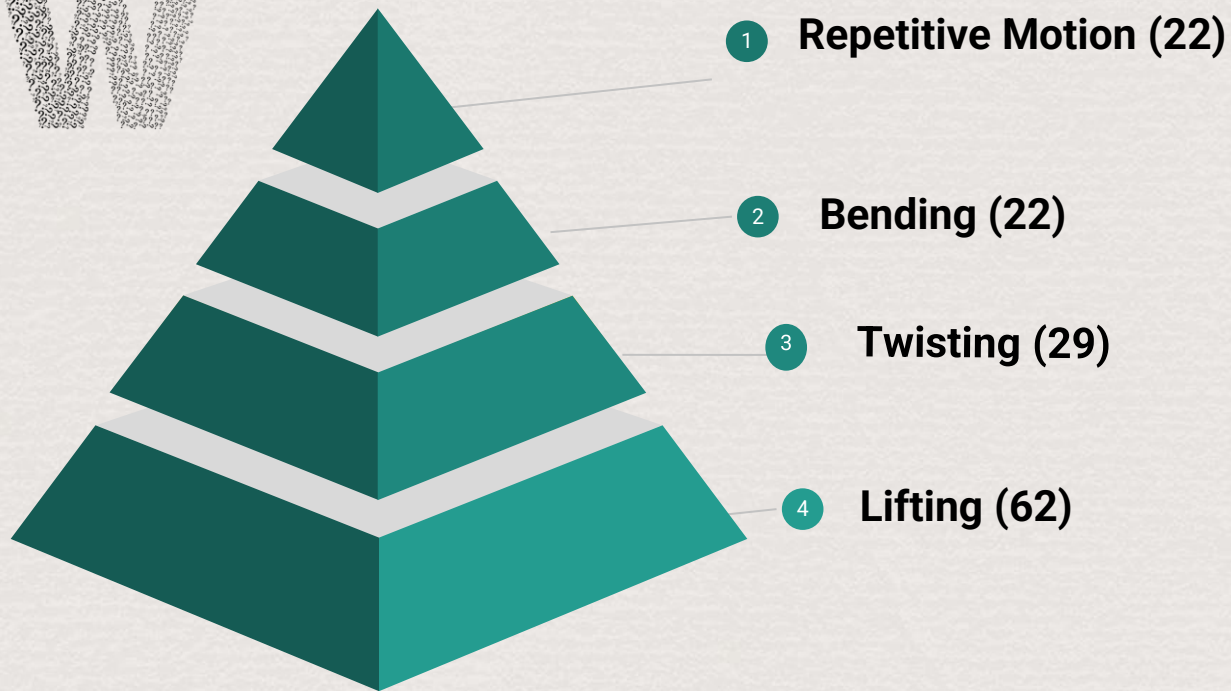 W
1 Repetitive Motion (22)
2 Bending (22)
3 Twisting (29)
4 Lifting (62)